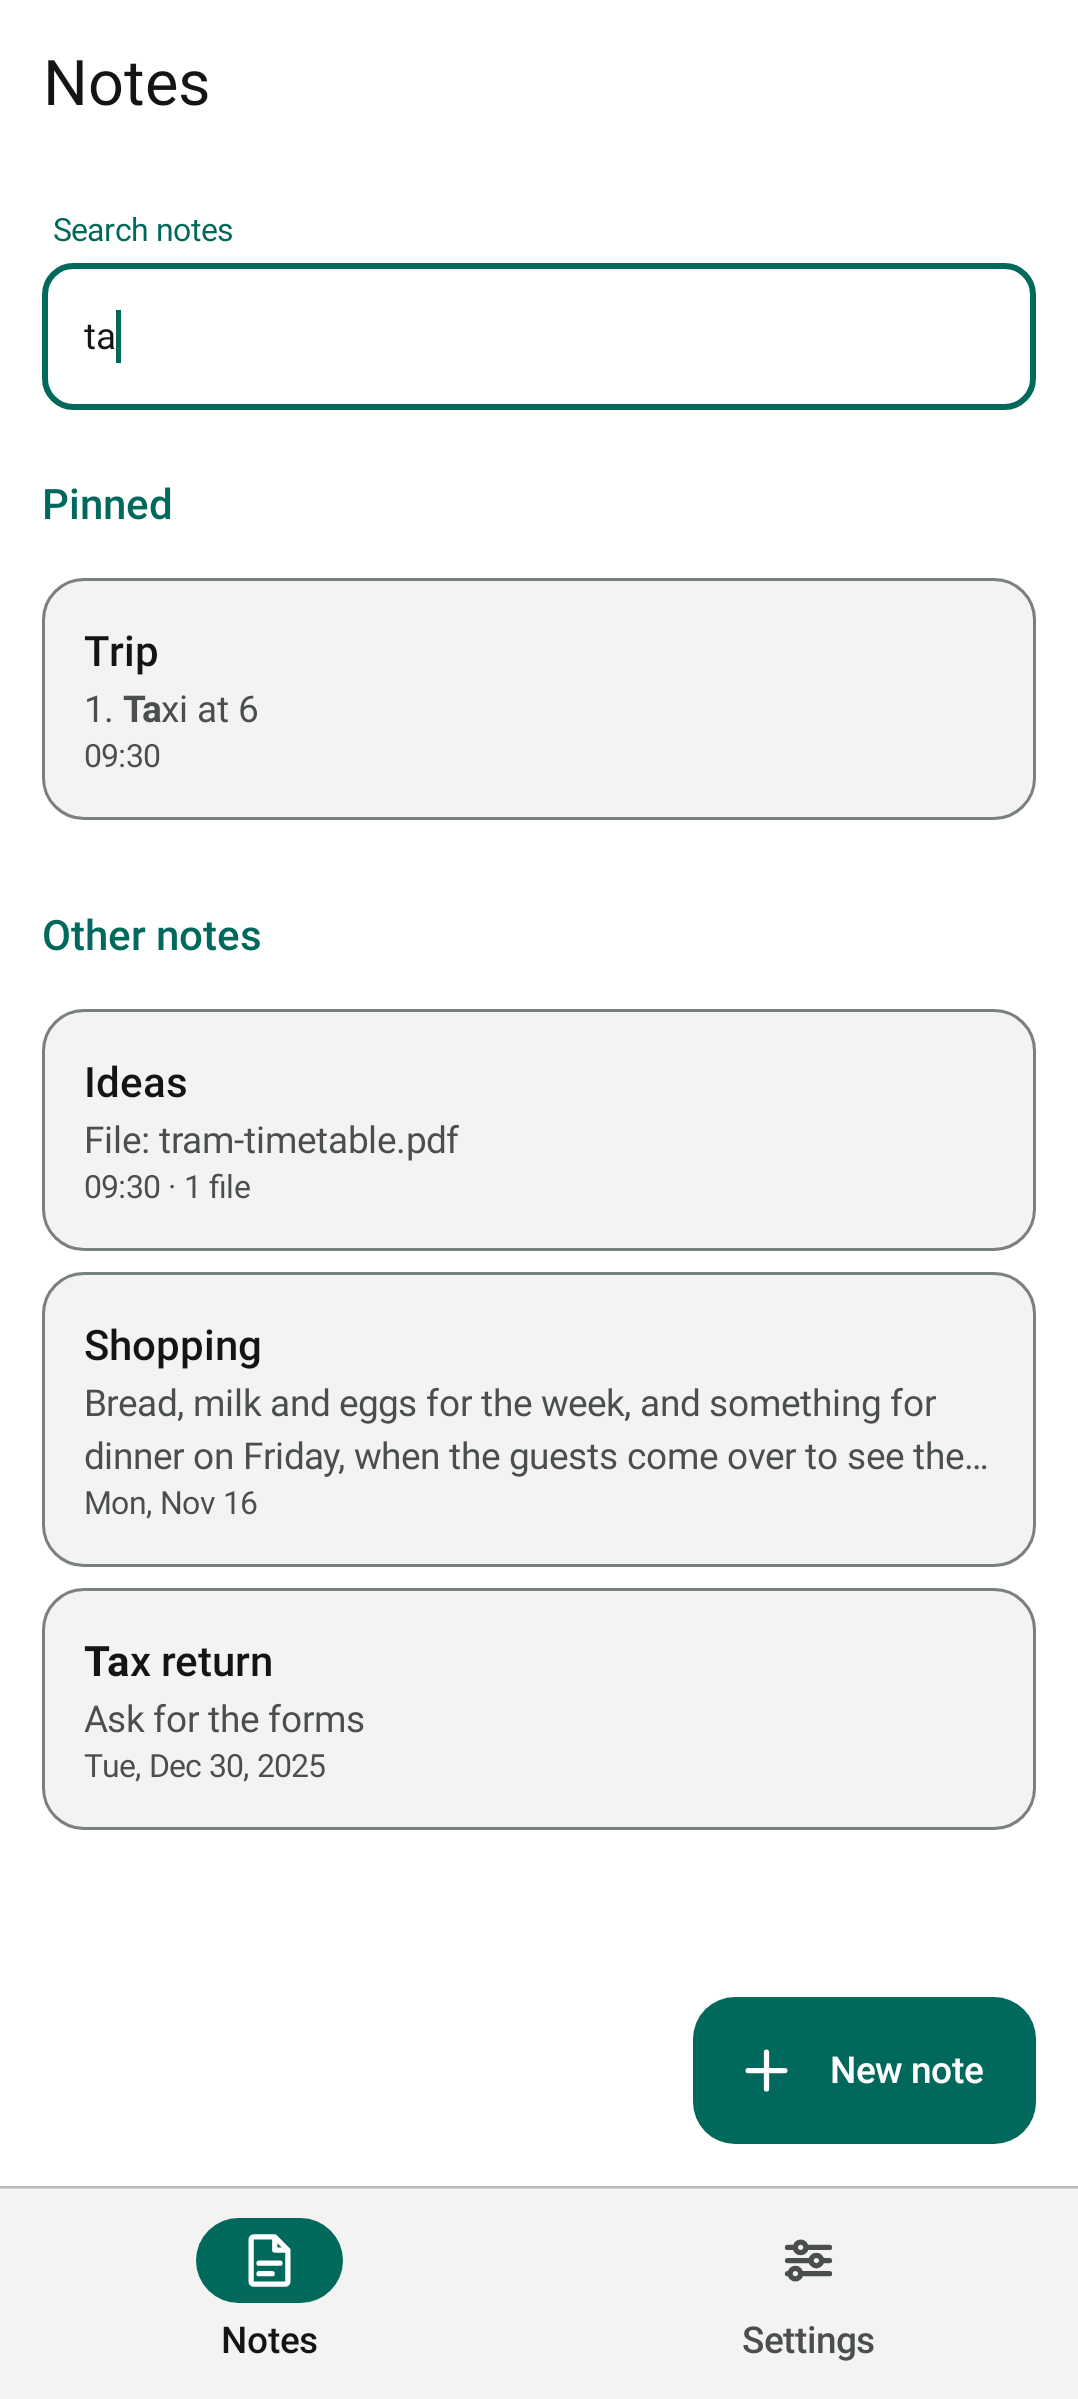 Notes
Search notes
ta
Pinned
Trip
1. Taxi at 6
09:30
Other notes
Ideas
File: tram-timetable.pdf
09:30 · 1 file
Shopping
Bread, milk and eggs for the week, and something for
dinner on Friday, when the guests come over to see the…
Mon, Nov 16
Tax return
Ask for the forms
Tue, Dec 30, 2025
New note
Notes
Settings